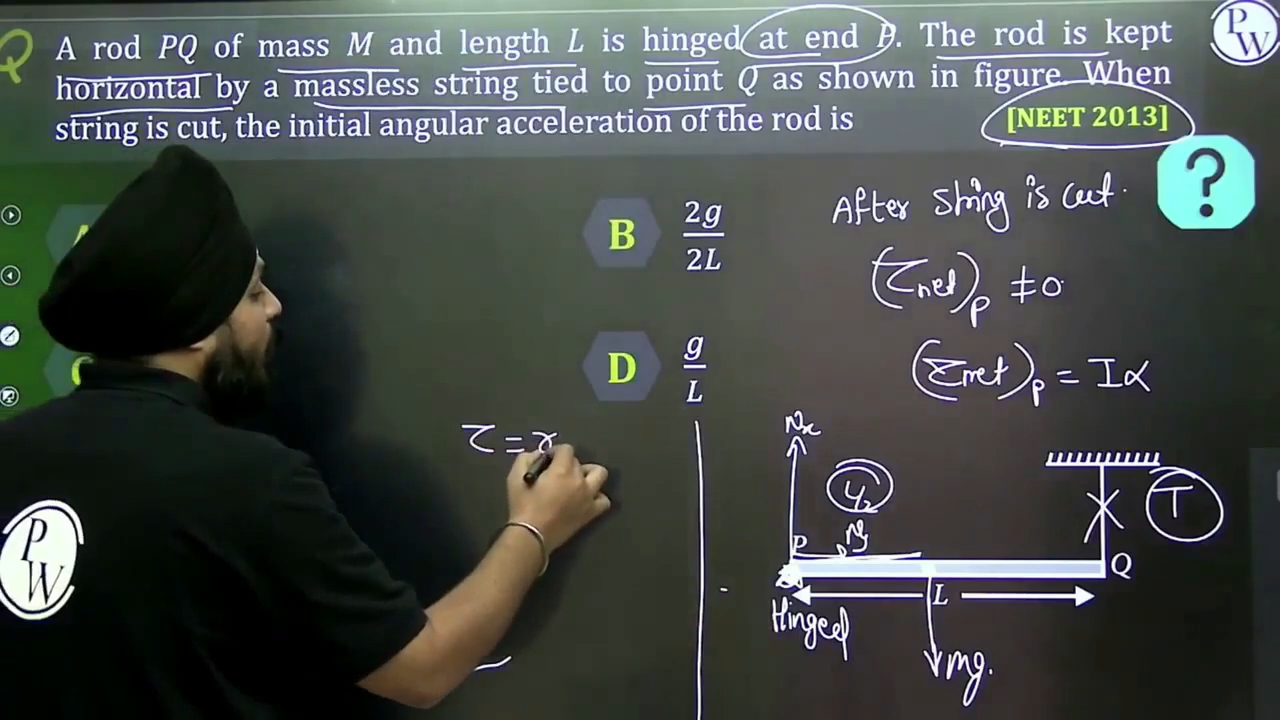 Q A rod PQ of mass M and length L is hinged at end P. The rod is kept
horizontal by a massless string tied to point Q as shown in figure. When
string is cut, the initial angular acceleration of the rod is [NEET 2013]
P
W
?
B 2g/2L
D g/L
After string is cut.
(τnet)p ≠ 0
(τnet)p = Iα
τ = r
Nx
L/2
Ny
T
P
Q
L
Hinged
mg.
P
W